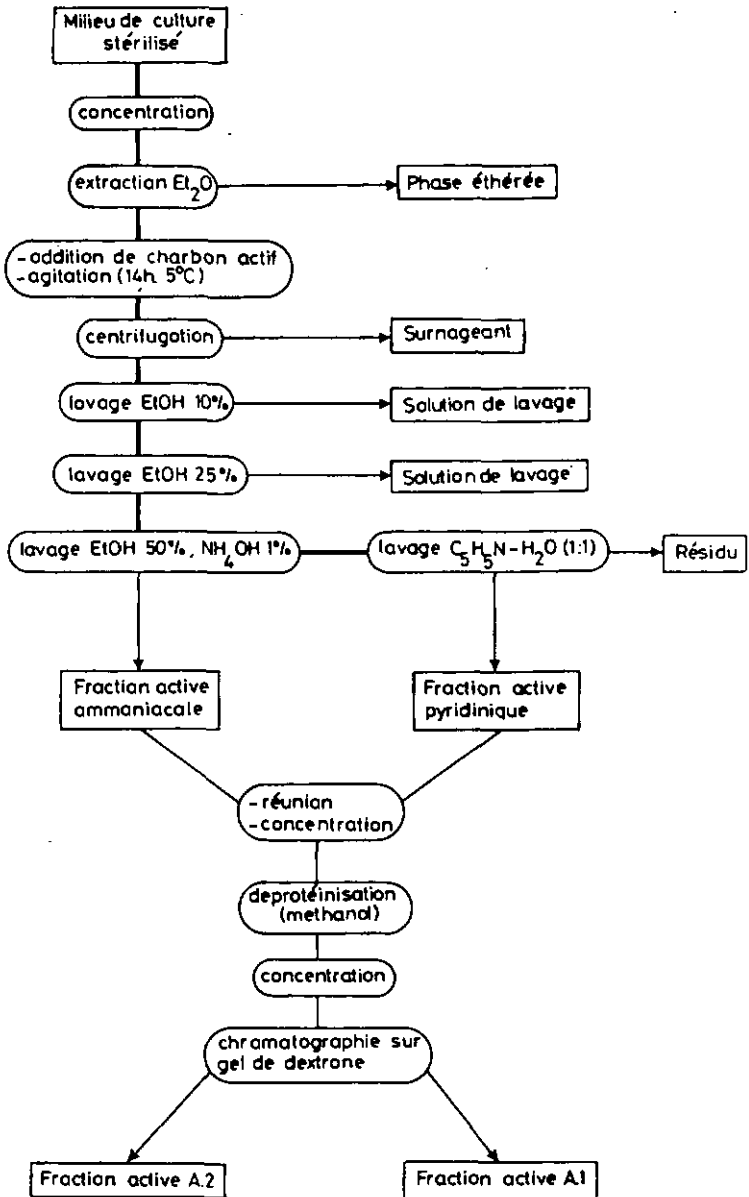 Milieu de culture
stérilisé
concentration
extraction Et2O
Phase éthérée
-addition de charbon actif
-agitation (14h, 5°C)
centrifugation
Surnageant
lavage EtOH 10%
Solution de lavage
lavage EtOH 25%
Solution de lavage
lavage EtOH 50%, NH4OH 1%
lavage C5H5N-H2O (1:1)
Résidu
Fraction active
ammaniacale
Fraction active
pyridinique
-réunian
-concentration
deprotéinisation
(methanol)
concentration
chramatographie sur
gel de dextrone
Fraction active A.2
Fraction active A.1